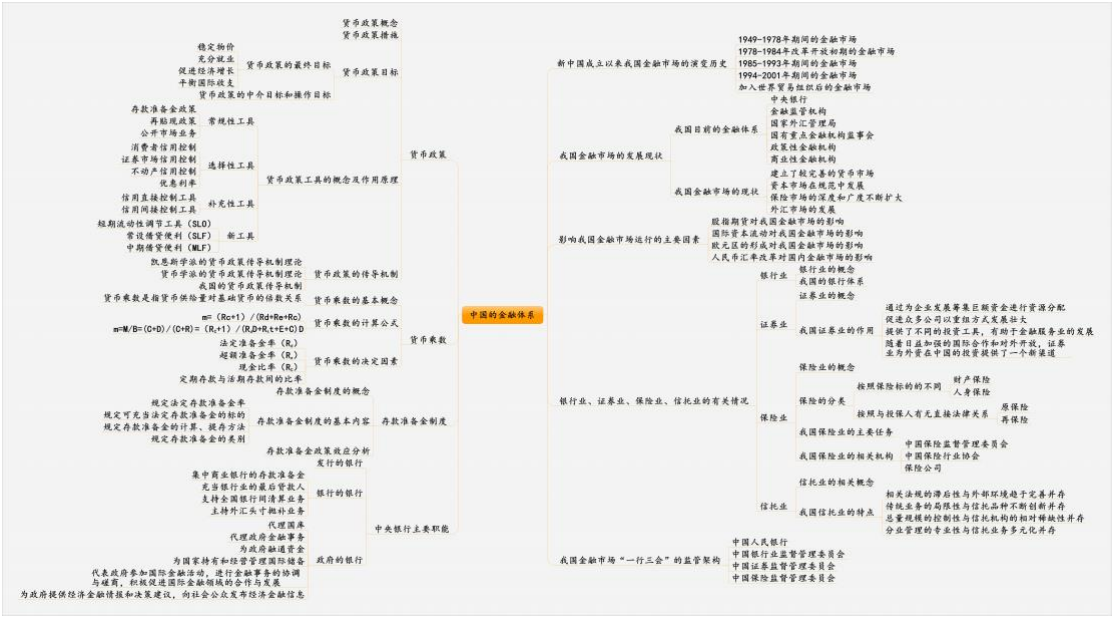 中国的金融体系
货币政策
货币政策概念
货币政策措施
货币政策目标
货币政策的最终目标
稳定物价
充分就业
促进经济增长
平衡国际收支
货币政策的中介目标和操作目标
货币政策工具的概念及作用原理
常规性工具
存款准备金政策
再贴现政策
公开市场业务
选择性工具
消费者信用控制
证券市场信用控制
不动产信用控制
优惠利率
补充性工具
信用直接控制工具
信用间接控制工具
新工具
短期流动性调节工具（SLO）
常设借贷便利（SLF）
中期借贷便利（MLF）
货币政策的传导机制
凯恩斯学派的货币政策传导机制理论
货币学派的货币政策传导机制理论
我国的货币政策传导机制
货币乘数
货币乘数的基本概念
货币乘数是指货币供给量对基础货币的倍数关系
货币乘数的计算公式
m=（Rc+1）/(Rd+Re+Rc)
m=M/B=(C+D)/(C+R)=（R꜀+1）/（R꜀D+R꜀t+E+C)D
货币乘数的决定因素
法定准备金率（R꜀）
超额准备金率（R꜀）
现金比率（R꜀）
定期存款与活期存款间的比率
存款准备金制度
存款准备金制度的概念
存款准备金制度的基本内容
规定法定存款准备金率
规定可充当法定存款准备金的标的
规定存款准备金的计算、提存方法
规定存款准备金的类别
存款准备金政策效应分析
中央银行主要职能
发行的银行
银行的银行
集中商业银行的存款准备金
充当银行业的最后贷款人
支持全国银行间清算业务
主持外汇头寸抛补业务
政府的银行
代理国库
代理政府金融事务
为政府融通资金
为国家持有和经营管理国际储备
代表政府参加国际金融活动，进行金融事务的协调
与磋商，积极促进国际金融领域的合作与发展
为政府提供经济金融情报和决策建议，向社会公众发布经济金融信息
新中国成立以来我国金融市场的演变历史
1949-1978年期间的金融市场
1978-1984年改革开放初期的金融市场
1985-1993年期间的金融市场
1994-2001年期间的金融市场
加入世界贸易组织后的金融市场
我国金融市场的发展现状
我国目前的金融体系
中央银行
金融监管机构
国家外汇管理局
国有重点金融机构监事会
政策性金融机构
商业性金融机构
我国金融市场的现状
建立了较完善的货币市场
资本市场在规范中发展
保险市场的深度和广度不断扩大
外汇市场的发展
影响我国金融市场运行的主要因素
股指期货对我国金融市场的影响
国际资本流动对我国金融市场的影响
欧元区的形成对我国金融市场的影响
人民币汇率改革对国内金融市场的影响
银行业、证券业、保险业、信托业的有关情况
银行业
银行业的概念
我国的银行体系
证券业
证券业的概念
我国证券业的作用
通过为企业发展筹集巨额资金进行资源分配
促进众多公司以重组方式发展壮大
提供了不同的投资工具，有助于金融服务业的发展
随着日益加强的国际合作和对外开放，证券
业为外资在中国的投资提供了一个新渠道
保险业
保险业的概念
保险的分类
按照保险标的的不同
财产保险
人身保险
按照与投保人有无直接法律关系
原保险
再保险
我国保险业的主要任务
我国保险业的相关机构
中国保险监督管理委员会
中国保险行业协会
保险公司
信托业
信托业的相关概念
我国信托业的特点
相关法规的滞后性与外部环境趋于完善并存
传统业务的局限性与信托品种不断创新并存
总量规模的控制性与信托机构的相对稀缺性并存
分业管理的专业性与信托业务多元化并存
我国金融市场“一行三会”的监管架构
中国人民银行
中国银行业监督管理委员会
中国证券监督管理委员会
中国保险监督管理委员会